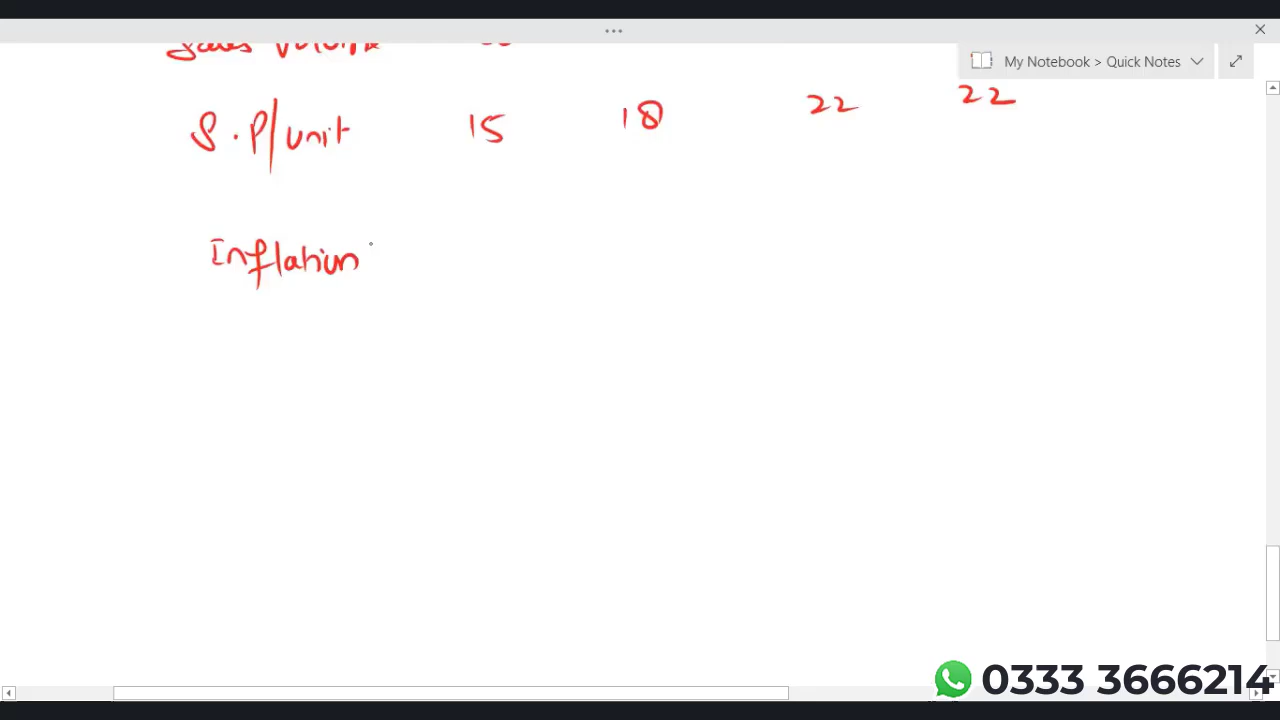 My Notebook > Quick Notes
S.P/unit 15 18 22 22
Inflation
0333 3666214